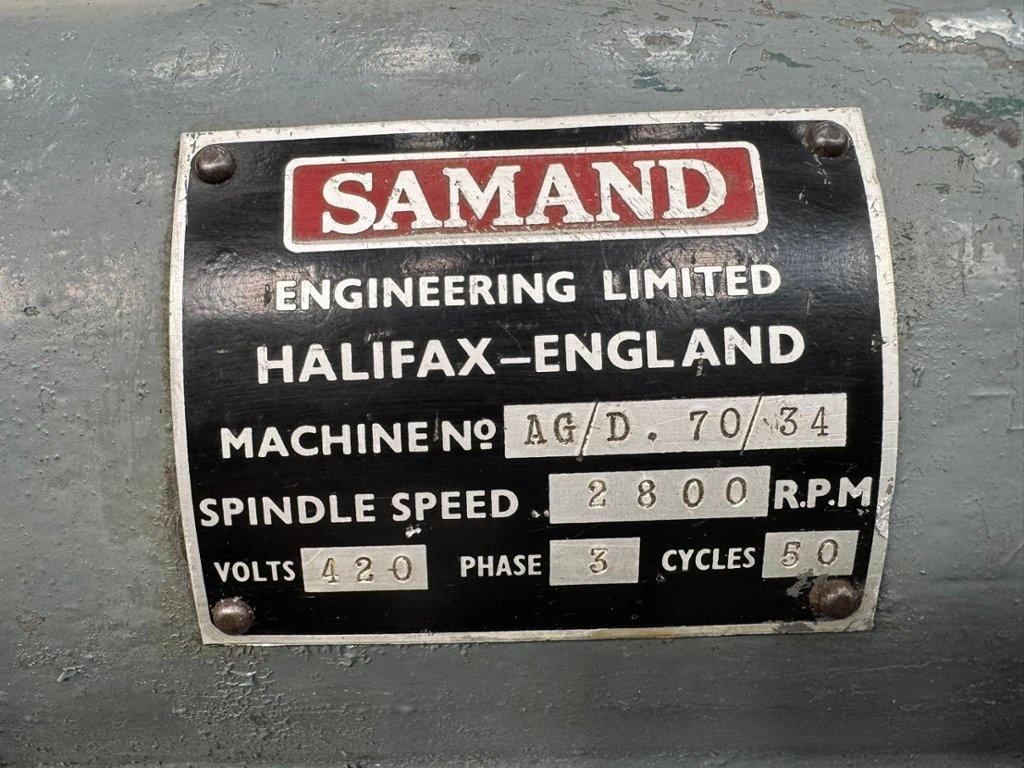 SAMAND
ENGINEERING LIMITED
HALIFAX–ENGLAND
MACHINE Nº AG/D. 70/34
SPINDLE SPEED .. 2800 R.P.M
VOLTS 420 PHASE 3 CYCLES 50